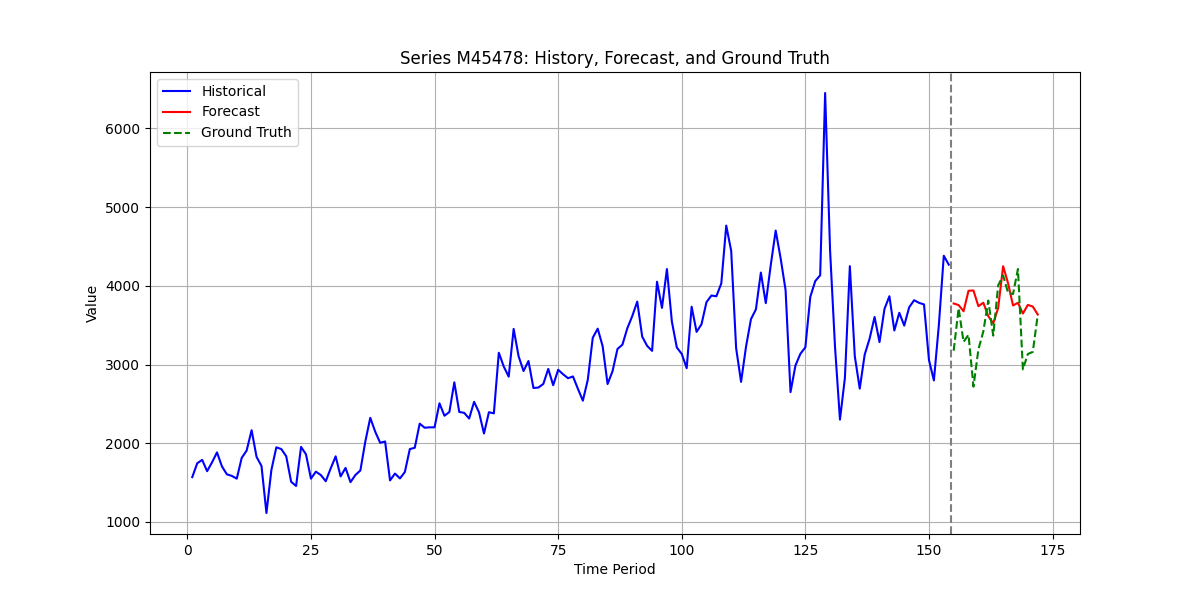 Series M45478: History, Forecast, and Ground Truth
Historical
Forecast
Ground Truth
6000
5000
4000
3000
2000
1000
Value
0 25 50 75 100 125 150 175
Time Period